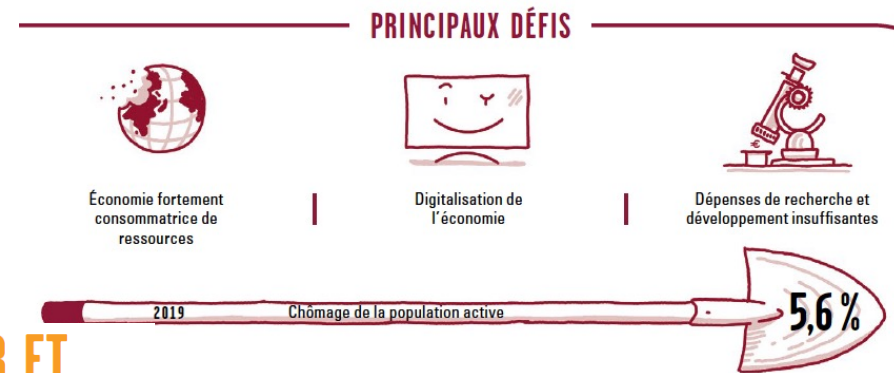 PRINCIPAUX DÉFIS
Économie fortement
consommatrice de
ressources
Digitalisation de
l'économie
€
Dépenses de recherche et
développement insuffisantes
2019 Chômage de la population active 5,6 %
ET